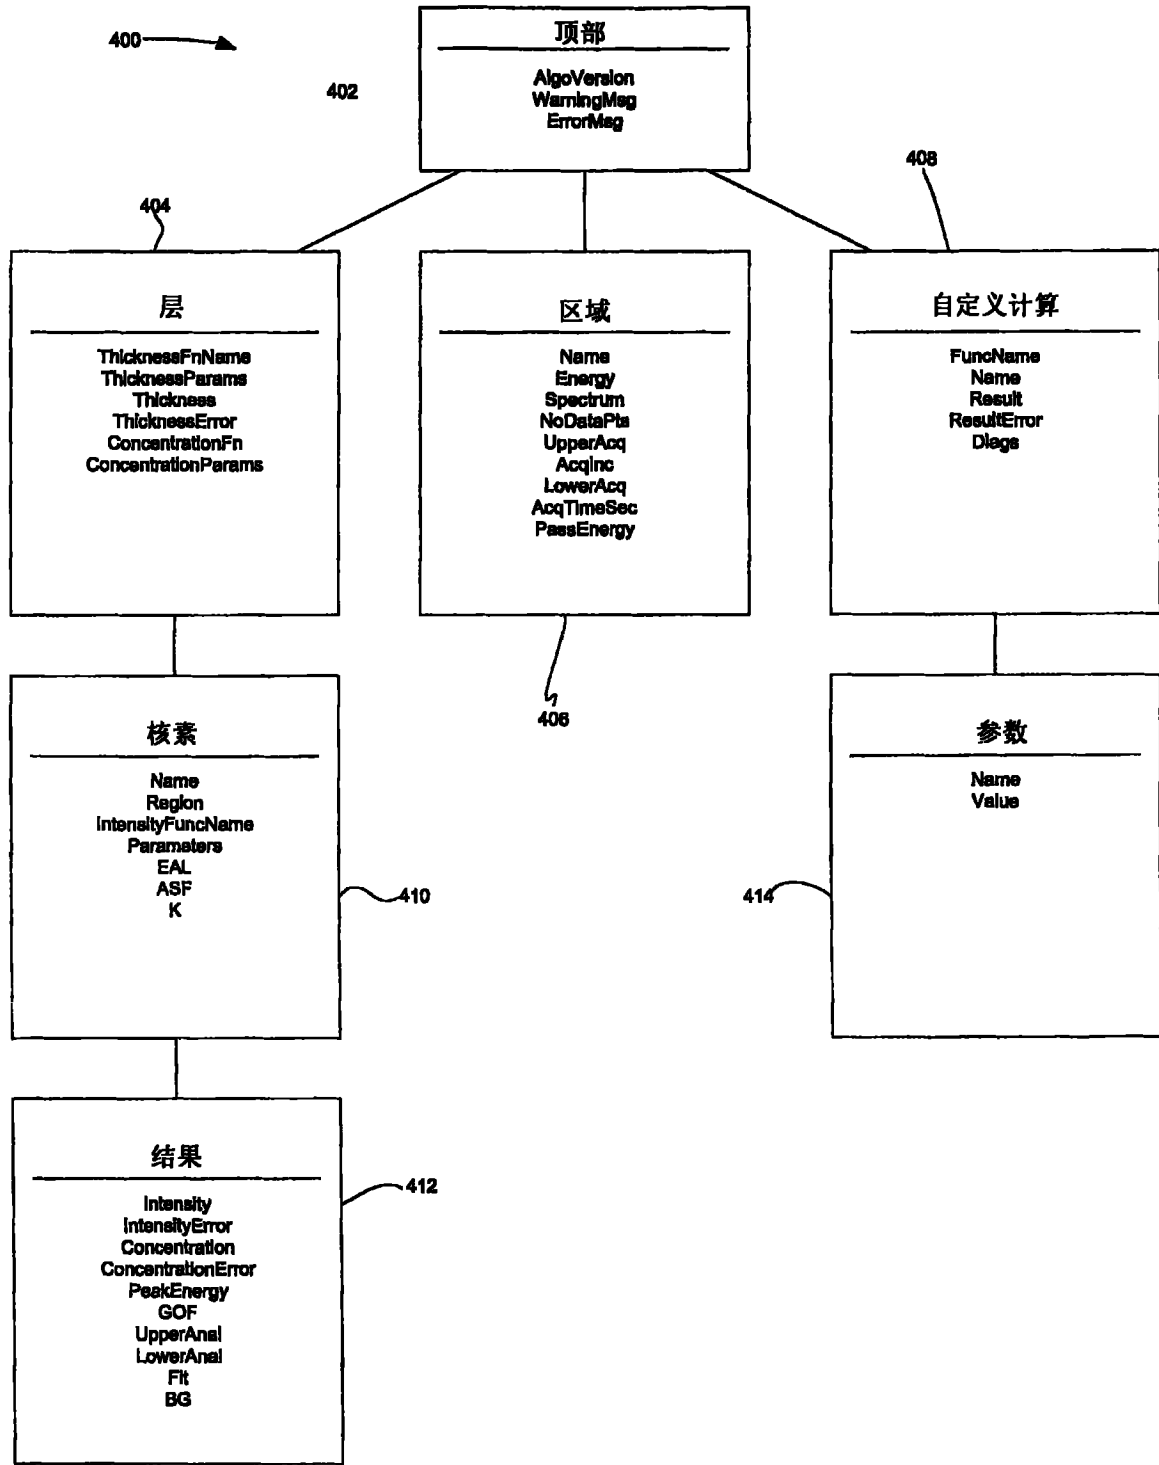 400
402
顶部
AlgoVersion
WarningMsg
ErrorMsg
404
层
ThicknessFnName
ThicknessParams
Thickness
ThicknessError
ConcentrationFn
ConcentrationParams
区域
Name
Energy
Spectrum
NoDataPts
UpperAcq
AcqInc
LowerAcq
AcqTimeSec
PassEnergy
406
408
自定义计算
FuncName
Name
Result
ResultError
Diags
核素
Name
Region
IntensityFuncName
Parameters
EAL
ASF
K
410
参数
Name
Value
414
结果
Intensity
IntensityError
Concentration
ConcentrationError
PeakEnergy
GOF
UpperAnal
LowerAnal
Fit
BG
412